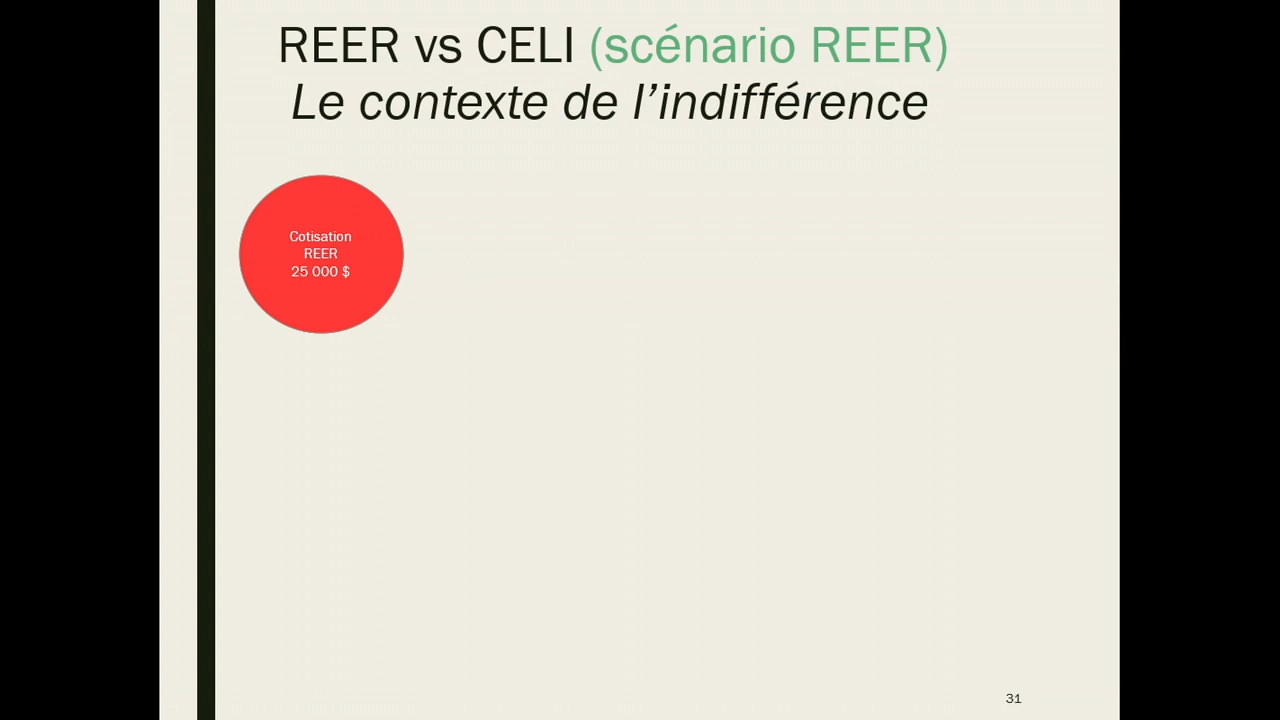 REER vs CELI (scénario REER)
Le contexte de l’indifférence
Cotisation
REER
25 000 $
31